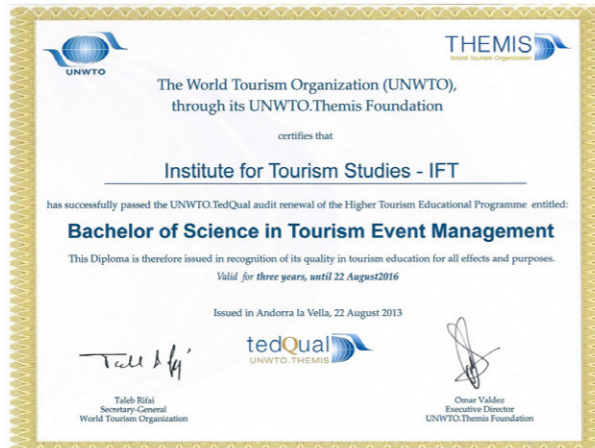 UNWTO
THEMIS
World Tourism Organization
The World Tourism Organization (UNWTO),
through its UNWTO.Themis Foundation
certifies that
Institute for Tourism Studies - IFT
has successfully passed the UNWTO.TedQual audit renewal of the Higher Tourism Educational Programme entitled:
Bachelor of Science in Tourism Event Management
This Diploma is therefore issued in recognition of its quality in tourism education for all effects and purposes.
Valid for three years, until 22 August2016
Issued in Andorra la Vella, 22 August 2013
tedQual
UNWTO.THEMIS
Taleb Rifai
Secretary-General
World Tourism Organization
Omar Valdez
Executive Director
UNWTO.Themis Foundation